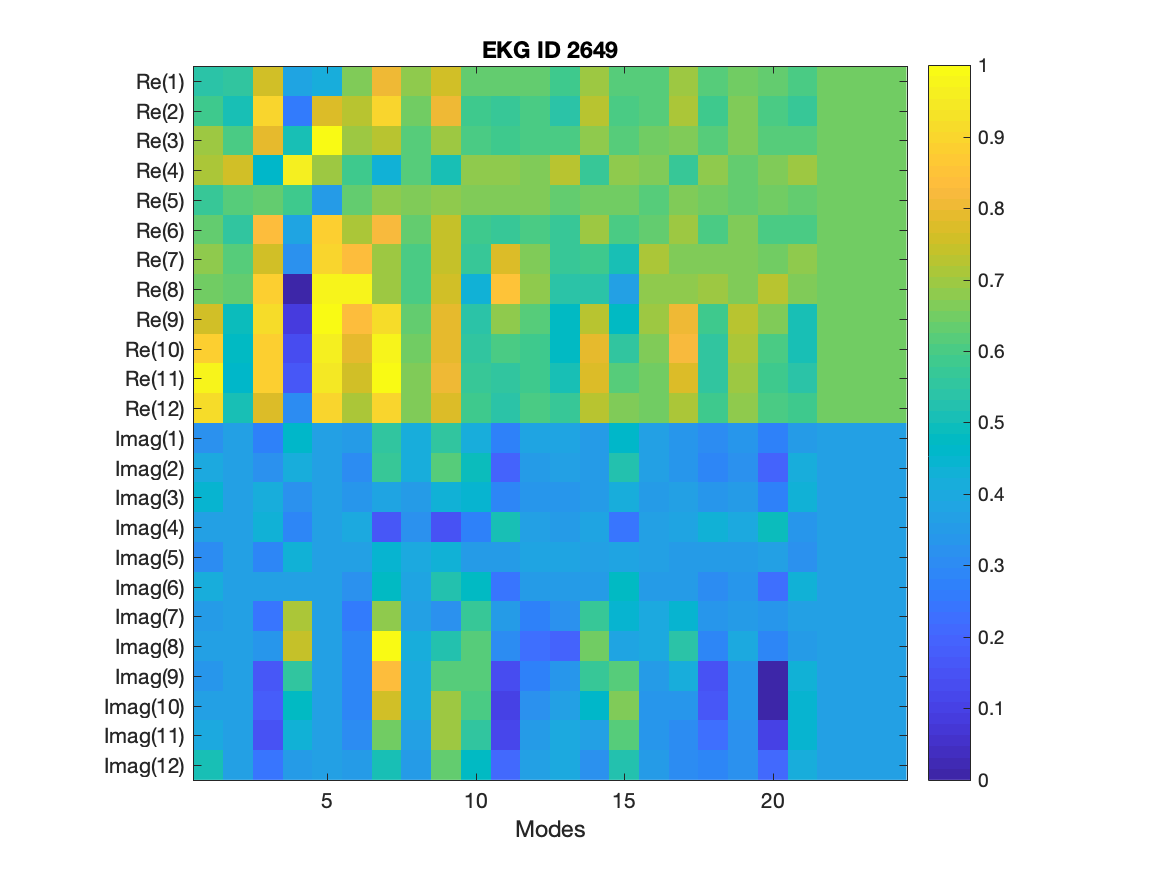 EKG ID 2649
Re(1)
Re(2)
Re(3)
Re(4)
Re(5)
Re(6)
Re(7)
Re(8)
Re(9)
Re(10)
Re(11)
Re(12)
Imag(1)
Imag(2)
Imag(3)
Imag(4)
Imag(5)
Imag(6)
Imag(7)
Imag(8)
Imag(9)
Imag(10)
Imag(11)
Imag(12)
5 10 15 20
Modes
1
0.9
0.8
0.7
0.6
0.5
0.4
0.3
0.2
0.1
0